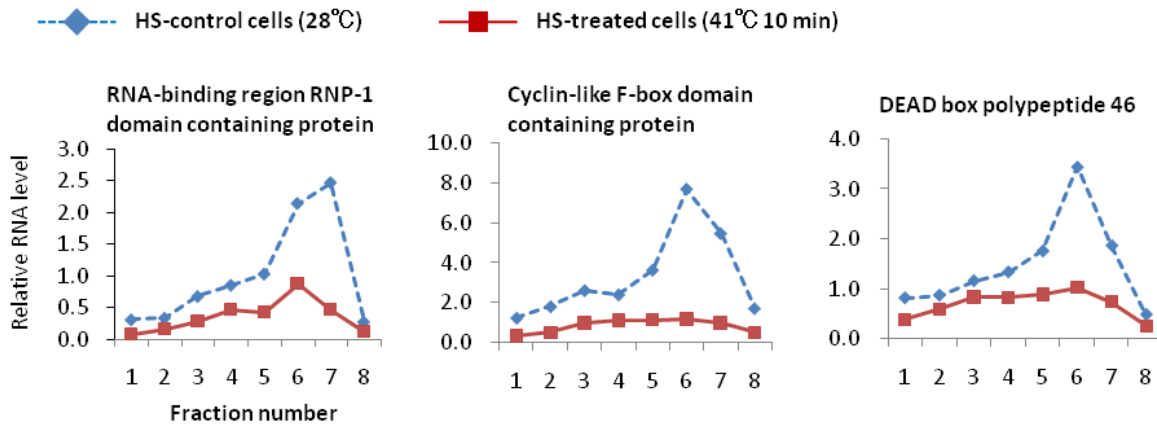 HS-control cells (28℃)
HS-treated cells (41℃ 10 min)
RNA-binding region RNP-1
domain containing protein
Relative RNA level
3.0
2.5
2.0
1.5
1.0
0.5
0.0
1 2 3 4 5 6 7 8
Fraction number
Cyclin-like F-box domain
containing protein
10.0
8.0
6.0
4.0
2.0
0.0
1 2 3 4 5 6 7 8
DEAD box polypeptide 46
4.0
3.0
2.0
1.0
0.0
1 2 3 4 5 6 7 8